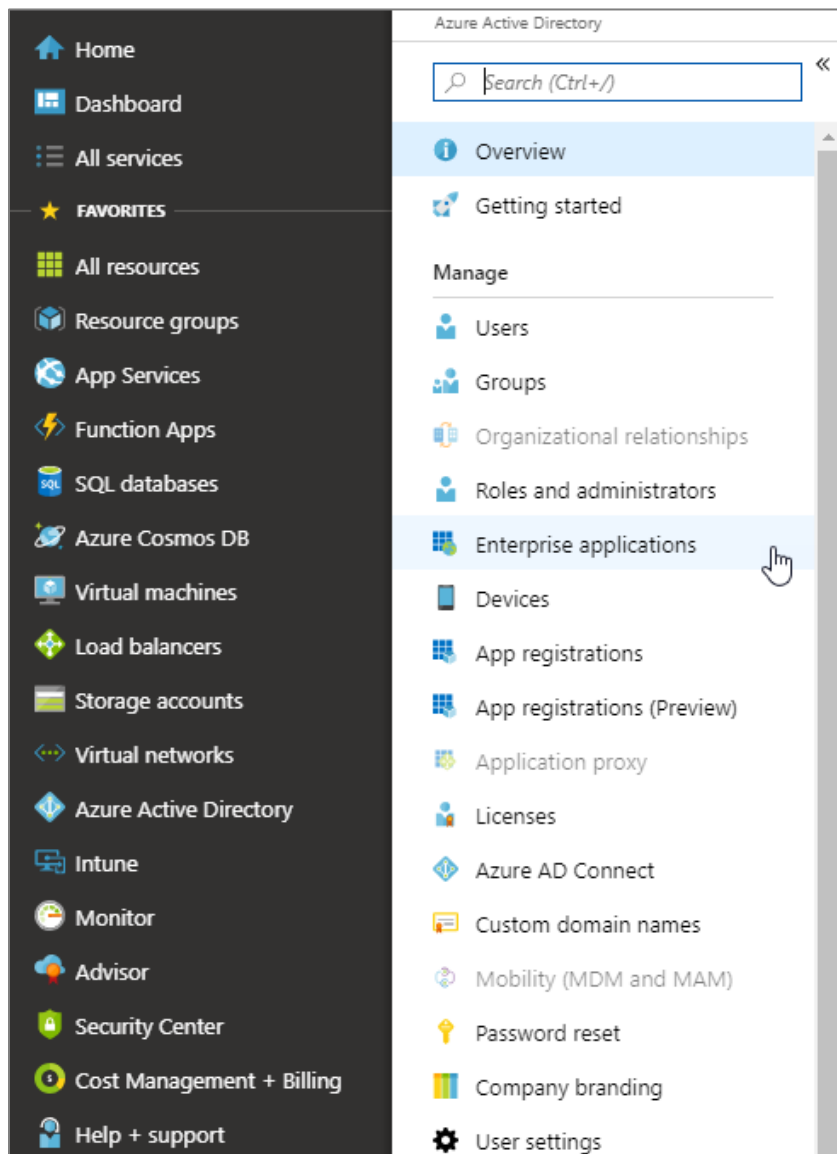 Home
Dashboard
All services
FAVORITES
All resources
Resource groups
App Services
Function Apps
SQL databases
Azure Cosmos DB
Virtual machines
Load balancers
Storage accounts
Virtual networks
Azure Active Directory
Intune
Monitor
Advisor
Security Center
Cost Management + Billing
Help + support
Azure Active Directory
Search (Ctrl+/)
Overview
Getting started
Manage
Users
Groups
Organizational relationships
Roles and administrators
Enterprise applications
Devices
App registrations
App registrations (Preview)
Application proxy
Licenses
Azure AD Connect
Custom domain names
Mobility (MDM and MAM)
Password reset
Company branding
User settings